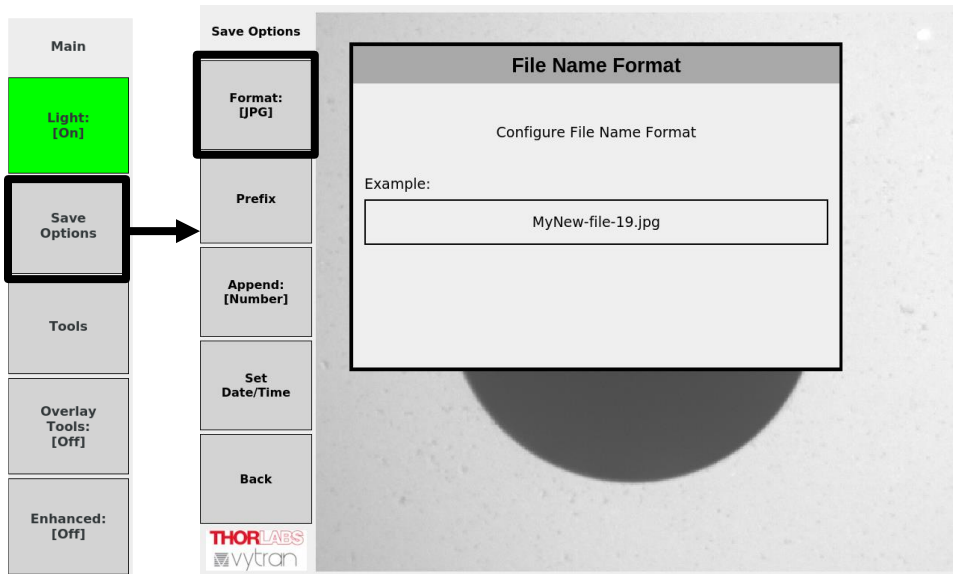 Main
Light:
[On]
Save
Options
Tools
Overlay
Tools:
[Off]
Enhanced:
[Off]
Save Options
Format:
[JPG]
Prefix
Append:
[Number]
Set
Date/Time
Back
THORLABS
vytran
File Name Format
Configure File Name Format
Example:
MyNew-file-19.jpg